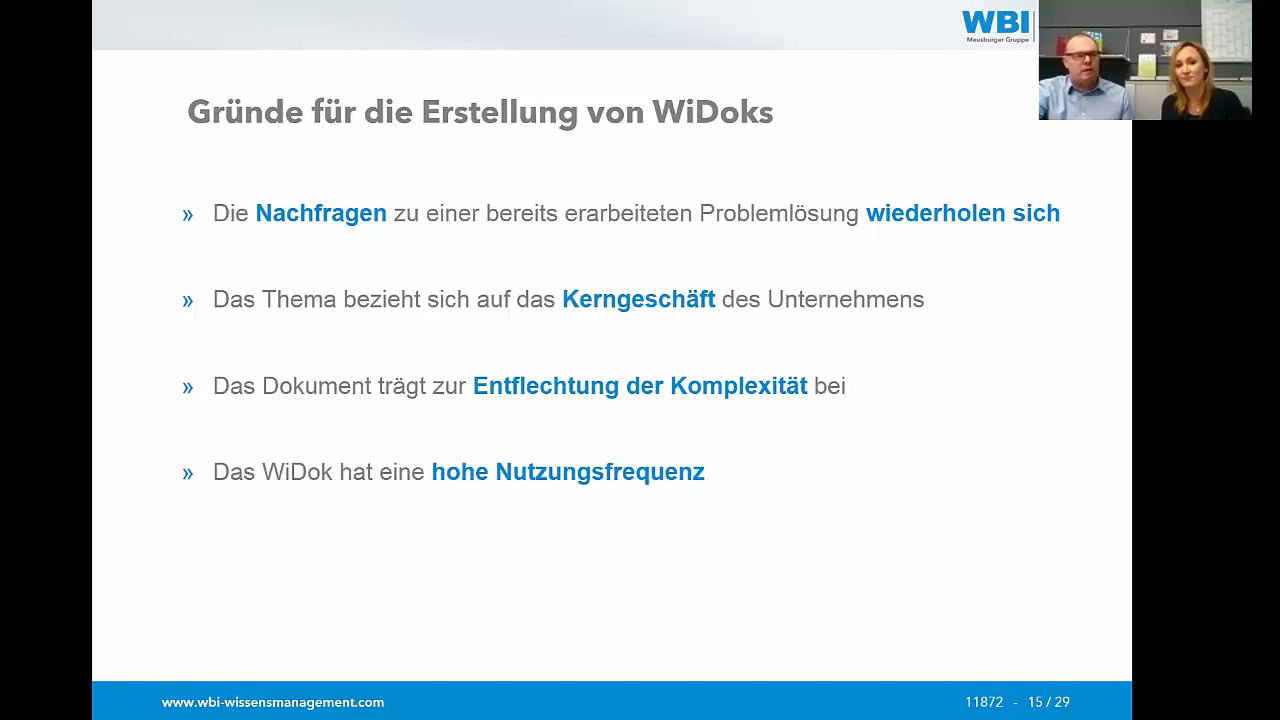 WBI
Meusburger Gruppe
Gründe für die Erstellung von WiDoks
» Die Nachfragen zu einer bereits erarbeiteten Problemlösung wiederholen sich
» Das Thema bezieht sich auf das Kerngeschäft des Unternehmens
» Das Dokument trägt zur Entflechtung der Komplexität bei
» Das WiDok hat eine hohe Nutzungsfrequenz
www.wbi-wissensmanagement.com
11872 - 15 / 29